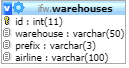 ifw.warehouses
id : int(11)
warehouse : varchar(50)
prefix : varchar(3)
airline : varchar(100)